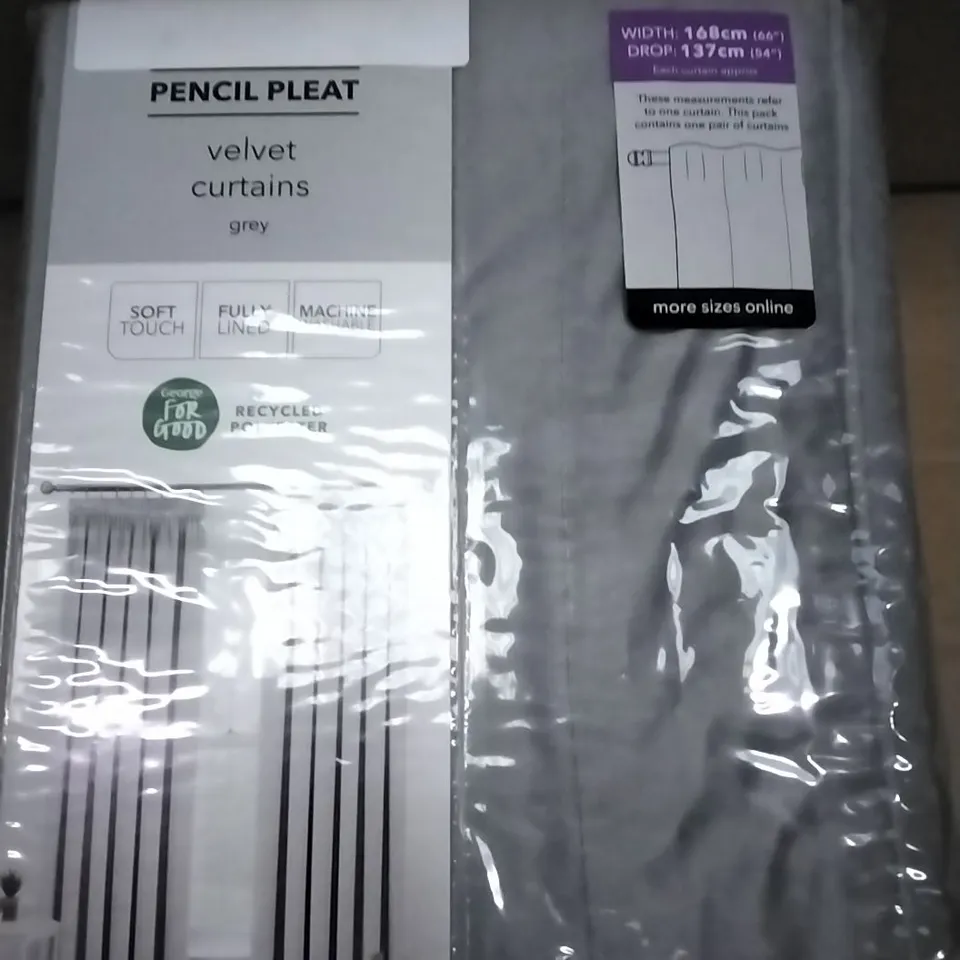 PENCIL PLEAT
velvet
curtains
grey
SOFT
TOUCH
FULLY
LINED
MACHINE
WASHABLE
George
FOR
GOOD
RECYCLED
POLYESTER
WIDTH: 168cm (66")
DROP: 137cm (54")
Each curtain approx
These measurements refer
to one curtain. This pack
contains one pair of curtains
more sizes online